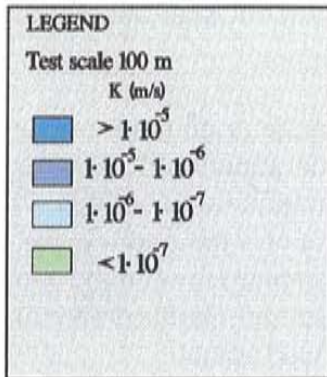 LEGEND
Test scale 100 m
K (m/s)
> 1·10⁻⁵
1·10⁻⁵- 1·10⁻⁶
1·10⁻⁶- 1·10⁻⁷
<1·10⁻⁷